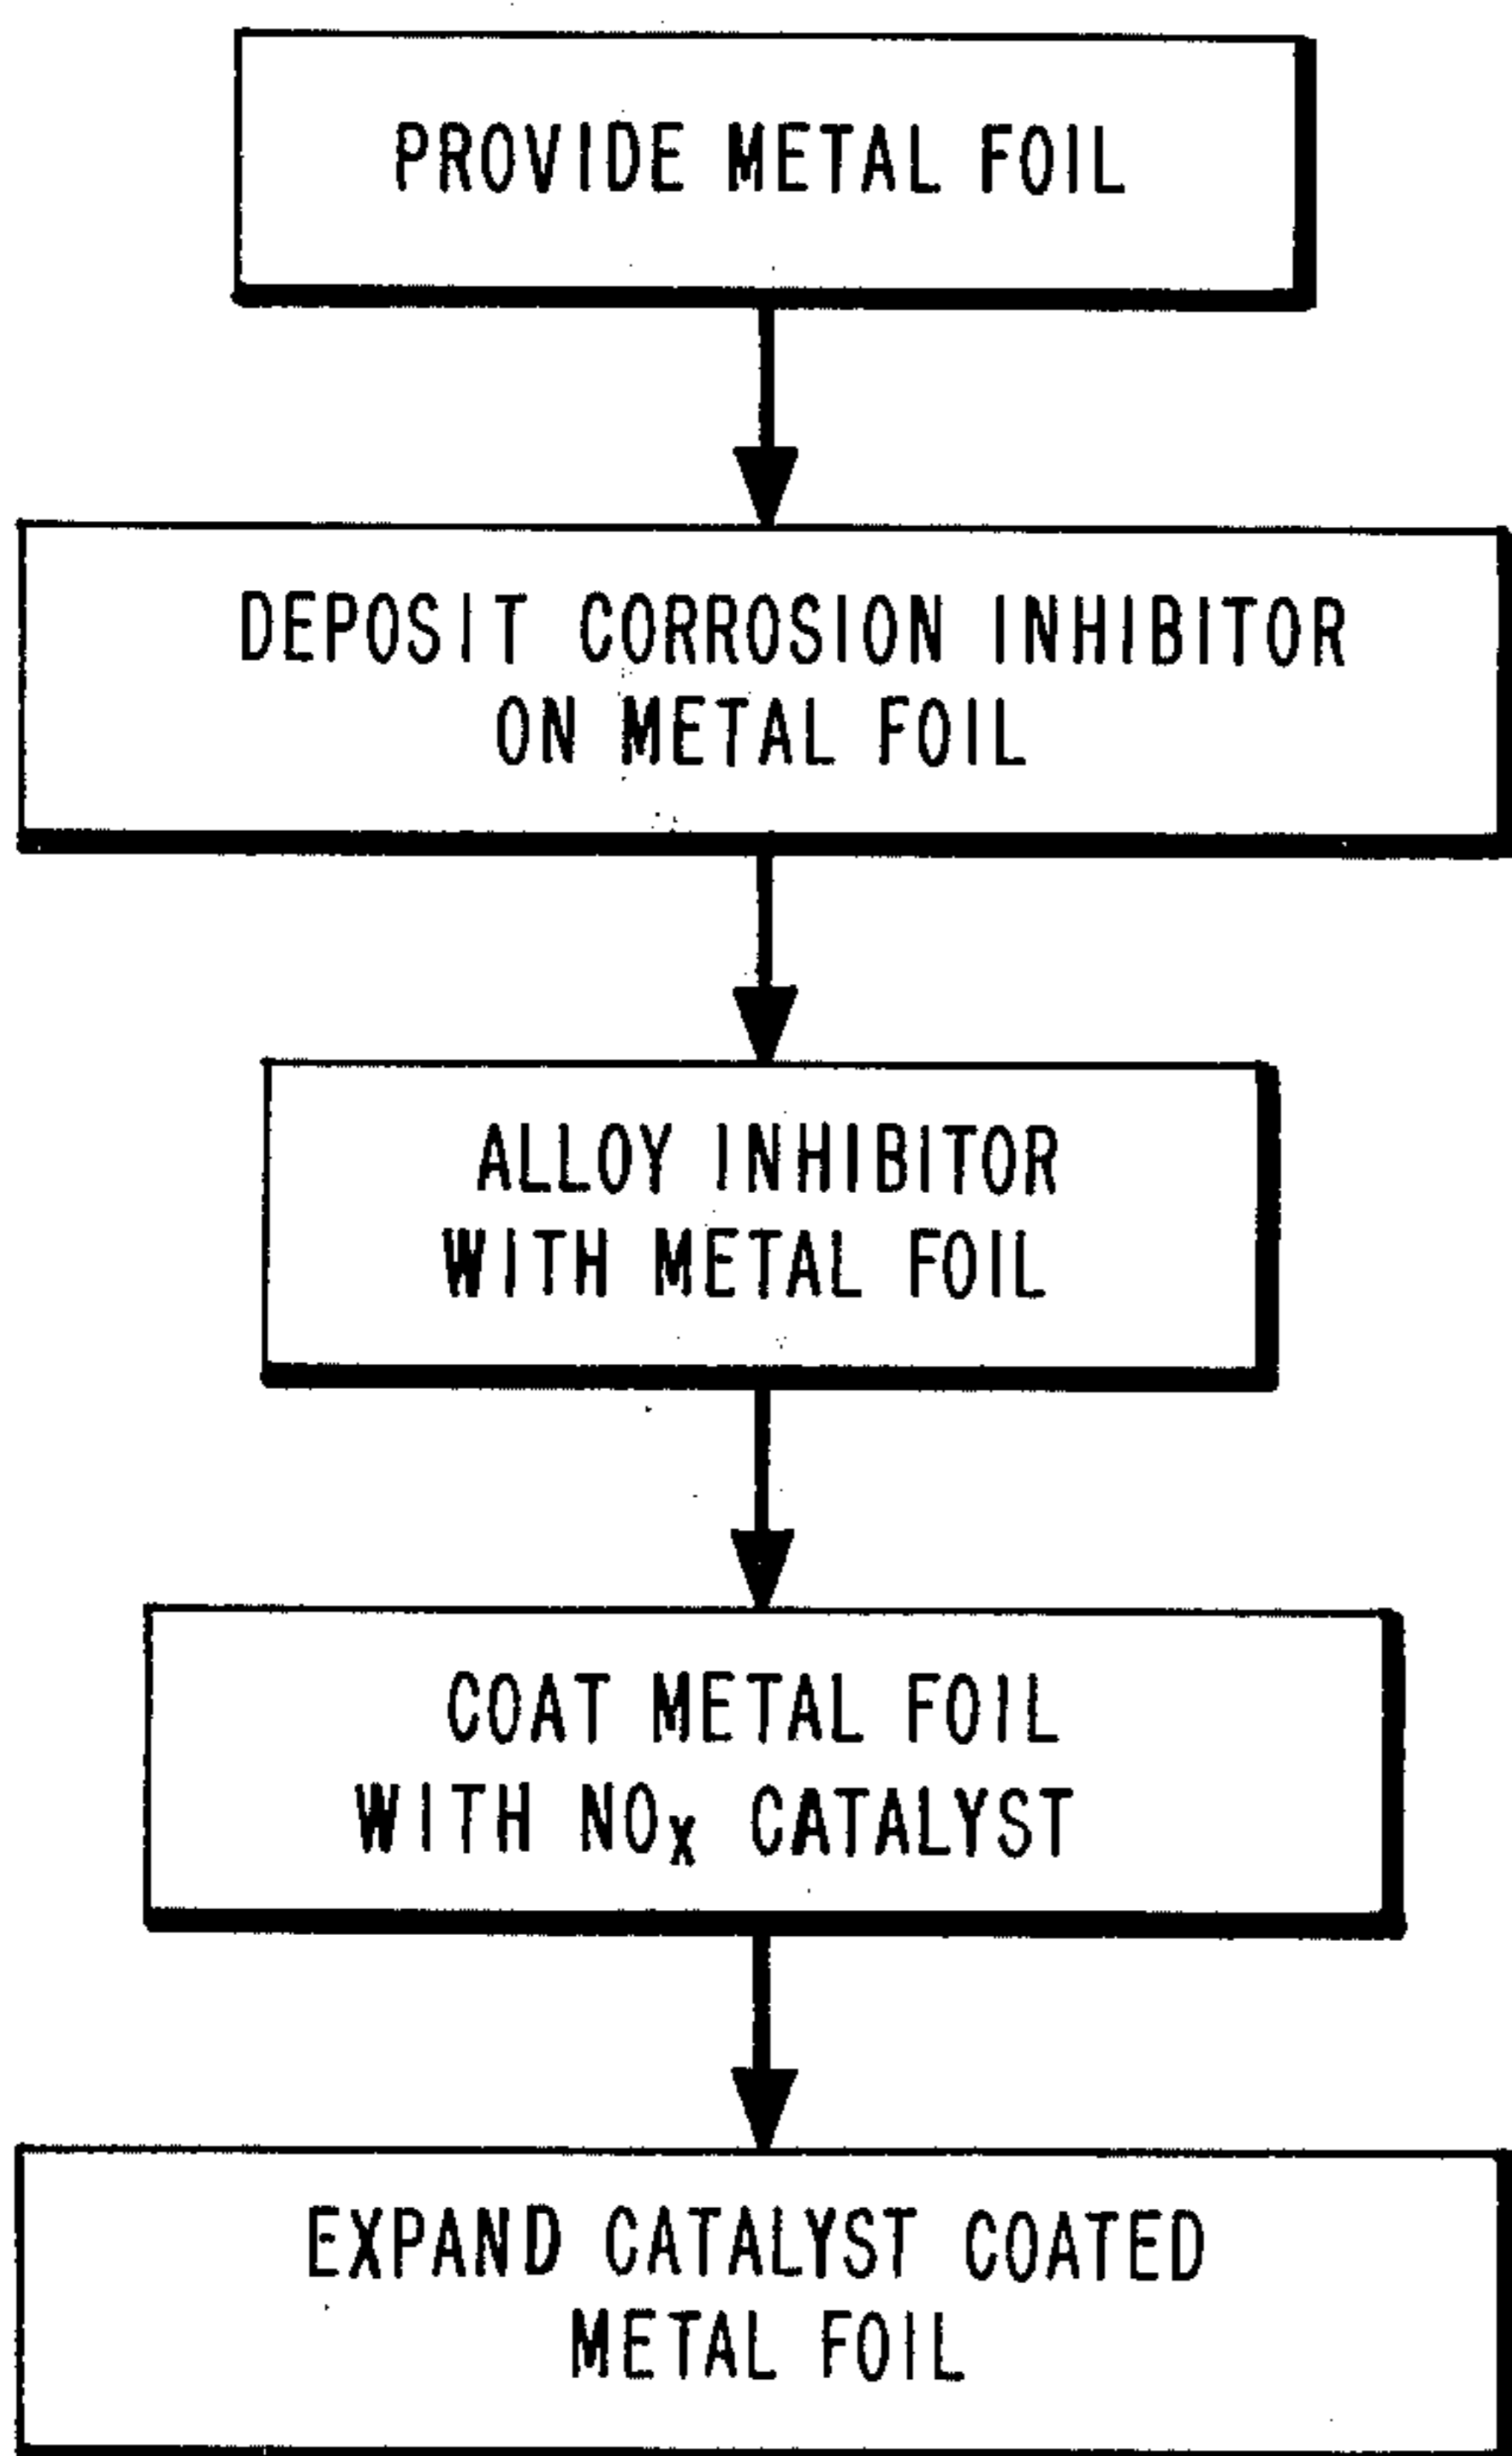 PROVIDE METAL FOIL
DEPOSIT CORROSION INHIBITOR
ON METAL FOIL
ALLOY INHIBITOR
WITH METAL FOIL
COAT METAL FOIL
WITH NOX CATALYST
EXPAND CATALYST COATED
METAL FOIL